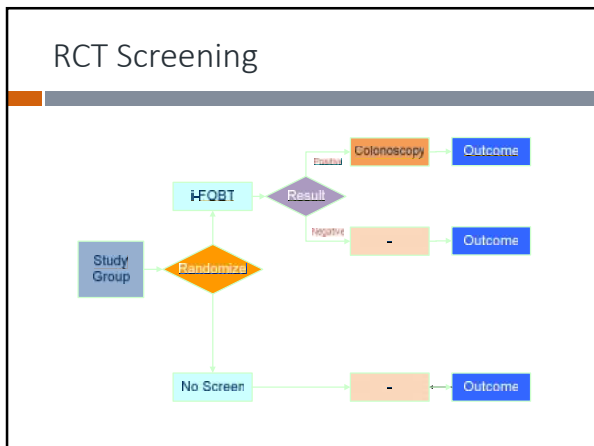 RCT Screening
Colonoscopy
Outcome
Positive
i-FOBT
Result
Negative
-
Outcome
Study
Group
Randomize
No Screen
-
Outcome